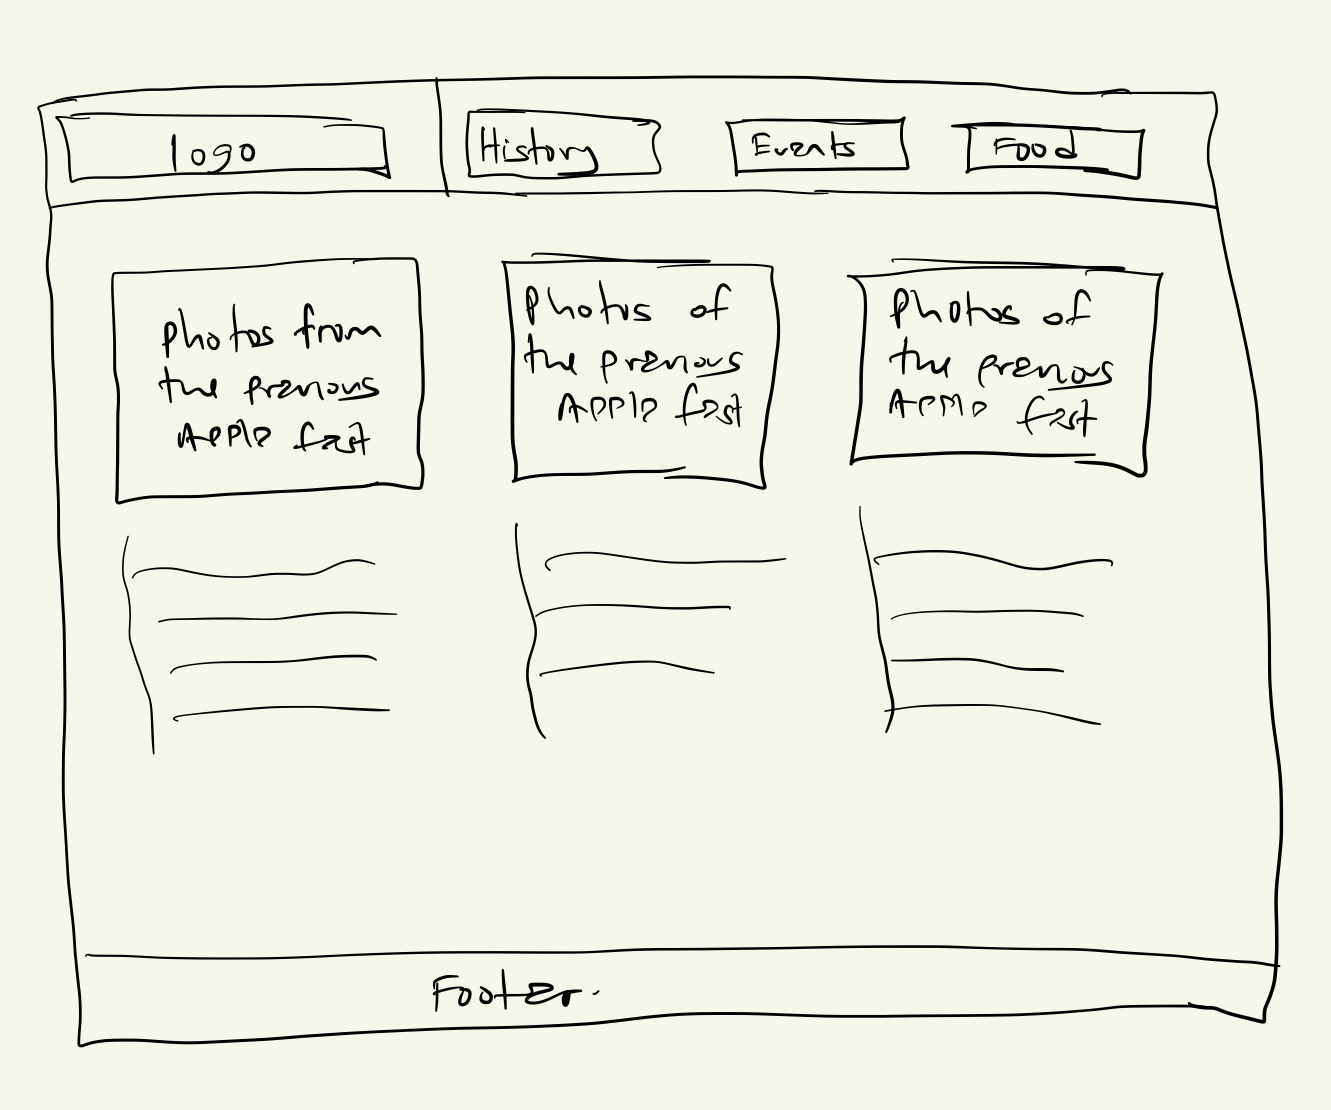 logo
History
Events
Food
photos from
the previous
Apple fest
Photos of
the previous
Apple fest
Photos of
the previous
Apple fest
Footer.